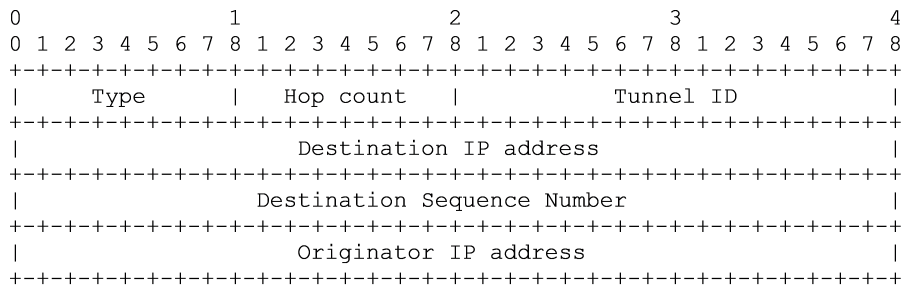 0               1               2               3               4
0 1 2 3 4 5 6 7 8 1 2 3 4 5 6 7 8 1 2 3 4 5 6 7 8 1 2 3 4 5 6 7 8
+-+-+-+-+-+-+-+-+-+-+-+-+-+-+-+-+-+-+-+-+-+-+-+-+-+-+-+-+-+-+-+-+
|     Type      |   Hop count   |           Tunnel ID           |
+-+-+-+-+-+-+-+-+-+-+-+-+-+-+-+-+-+-+-+-+-+-+-+-+-+-+-+-+-+-+-+-+
|                    Destination IP address                     |
+-+-+-+-+-+-+-+-+-+-+-+-+-+-+-+-+-+-+-+-+-+-+-+-+-+-+-+-+-+-+-+-+
|                 Destination Sequence Number                   |
+-+-+-+-+-+-+-+-+-+-+-+-+-+-+-+-+-+-+-+-+-+-+-+-+-+-+-+-+-+-+-+-+
|                    Originator IP address                      |
+-+-+-+-+-+-+-+-+-+-+-+-+-+-+-+-+-+-+-+-+-+-+-+-+-+-+-+-+-+-+-+-+